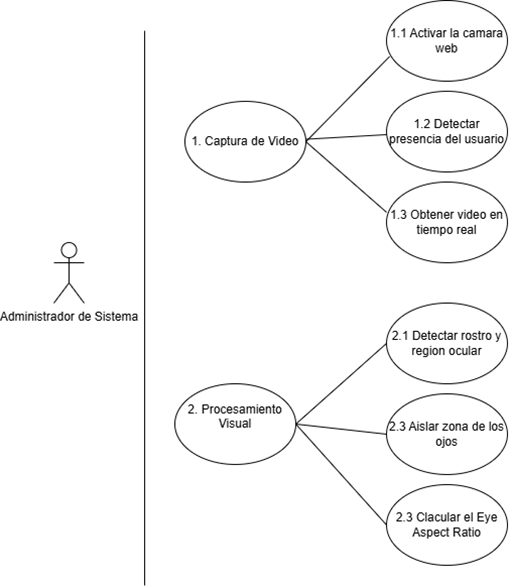 1.1 Activar la camara
web
1. Captura de Video
1.2 Detectar
presencia del usuario
1.3 Obtener video en
tiempo real
Administrador de Sistema
2.1 Detectar rostro y
region ocular
2. Procesamiento
Visual
2.3 Aislar zona de los
ojos
2.3 Clacular el Eye
Aspect Ratio